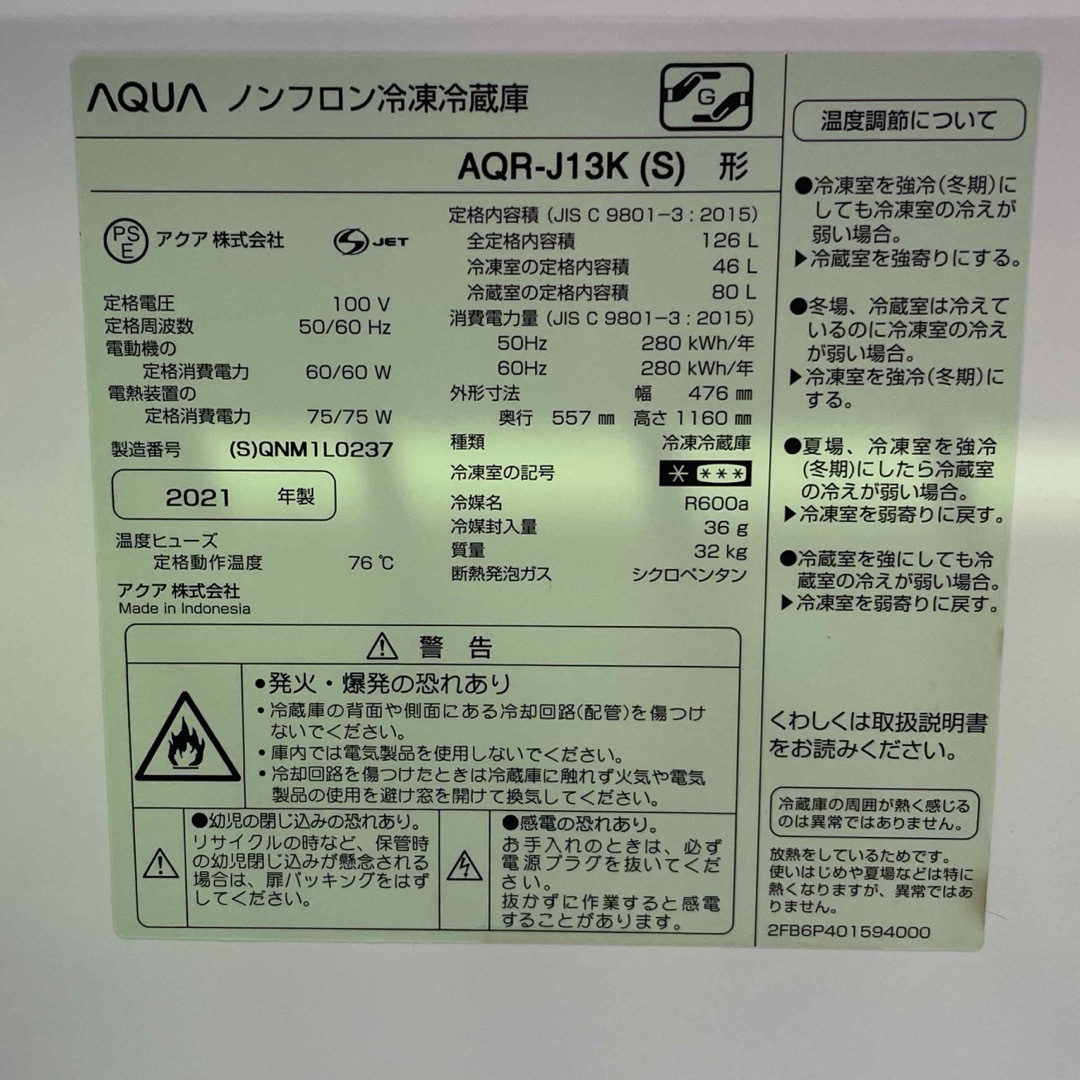 AQUA ノンフロン冷凍冷蔵庫
G
AQR-J13K (S) 形
PS
E
アクア 株式会社
JET
定格電圧 100 V
定格周波数 50/60 Hz
電動機の
定格消費電力 60/60 W
電熱装置の
定格消費電力 75/75 W
製造番号 (S)QNM1L0237
2021 年製
温度ヒューズ
定格動作温度 76 ℃
アクア 株式会社
Made in Indonesia
定格内容積 (JIS C 9801-3 : 2015)
全定格内容積 126 L
冷凍室の定格内容積 46 L
冷蔵室の定格内容積 80 L
消費電力量 (JIS C 9801-3 : 2015)
50Hz 280 kWh/年
60Hz 280 kWh/年
外形寸法 幅 476 ㎜
奥行 557 ㎜ 高さ 1160 ㎜
種類 冷凍冷蔵庫
冷凍室の記号 * ***
冷媒名 R600a
冷媒封入量 36 g
質量 32 kg
断熱発泡ガス シクロペンタン
⚠ 警告
●発火・爆発の恐れあり
・冷蔵庫の背面や側面にある冷却回路(配管)を傷つけ
ないでください。
・庫内では電気製品を使用しないでください。
・冷却回路を傷つけたときは冷蔵庫に触れず火気や電気
製品の使用を避け窓を開けて換気してください。
●幼児の閉じ込みの恐れあり。
リサイクルの時など、保管時
の幼児閉じ込みが懸念される
場合は、扉パッキングをはず
してください。
●感電の恐れあり。
お手入れのときは、必ず
電源プラグを抜いてくだ
さい。
抜かずに作業すると感電
することがあります。
温度調節について
●冷凍室を強冷(冬期)に
しても冷凍室の冷えが
弱い場合。
▶冷蔵室を強寄りにする。
●冬場、冷蔵室は冷えて
いるのに冷凍室の冷え
が弱い場合。
▶冷凍室を強冷(冬期)に
する。
●夏場、冷凍室を強冷
(冬期)にしたら冷蔵室
の冷えが弱い場合。
▶冷凍室を弱寄りに戻す。
●冷蔵室を強にしても冷
蔵室の冷えが弱い場合。
▶冷凍室を弱寄りに戻す。
くわしくは取扱説明書
をお読みください。
冷蔵庫の周囲が熱く感じる
のは異常ではありません。
放熱をしているためです。
使いはじめや夏場などは特に
熱くなりますが、異常ではあ
りません。
2FB6P401594000